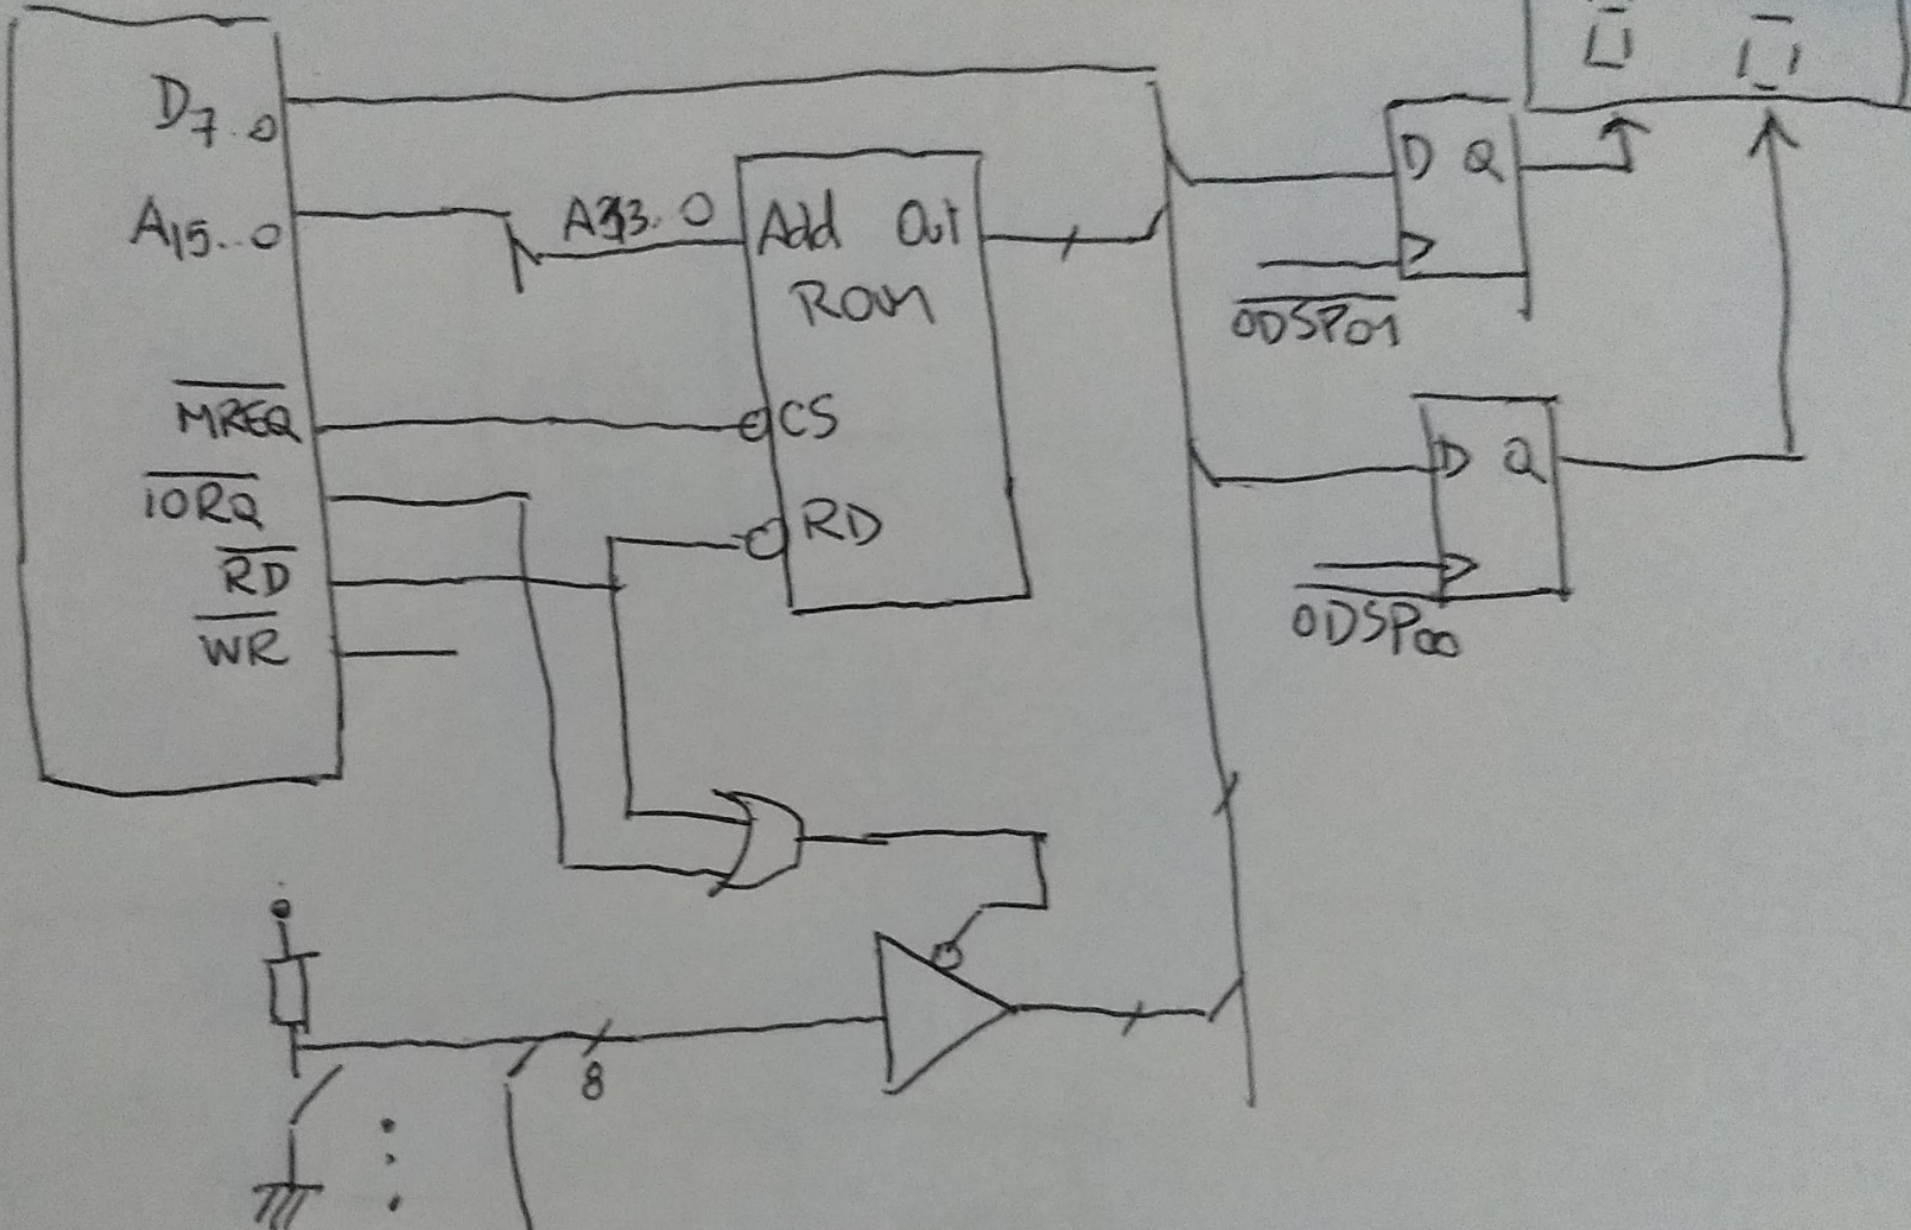 D7..0
A15...0
MREQ
IORQ
RD
WR
A13..0
Add Out
ROM
CS
RD
D Q
ODSP01
D Q
ODSP00
8